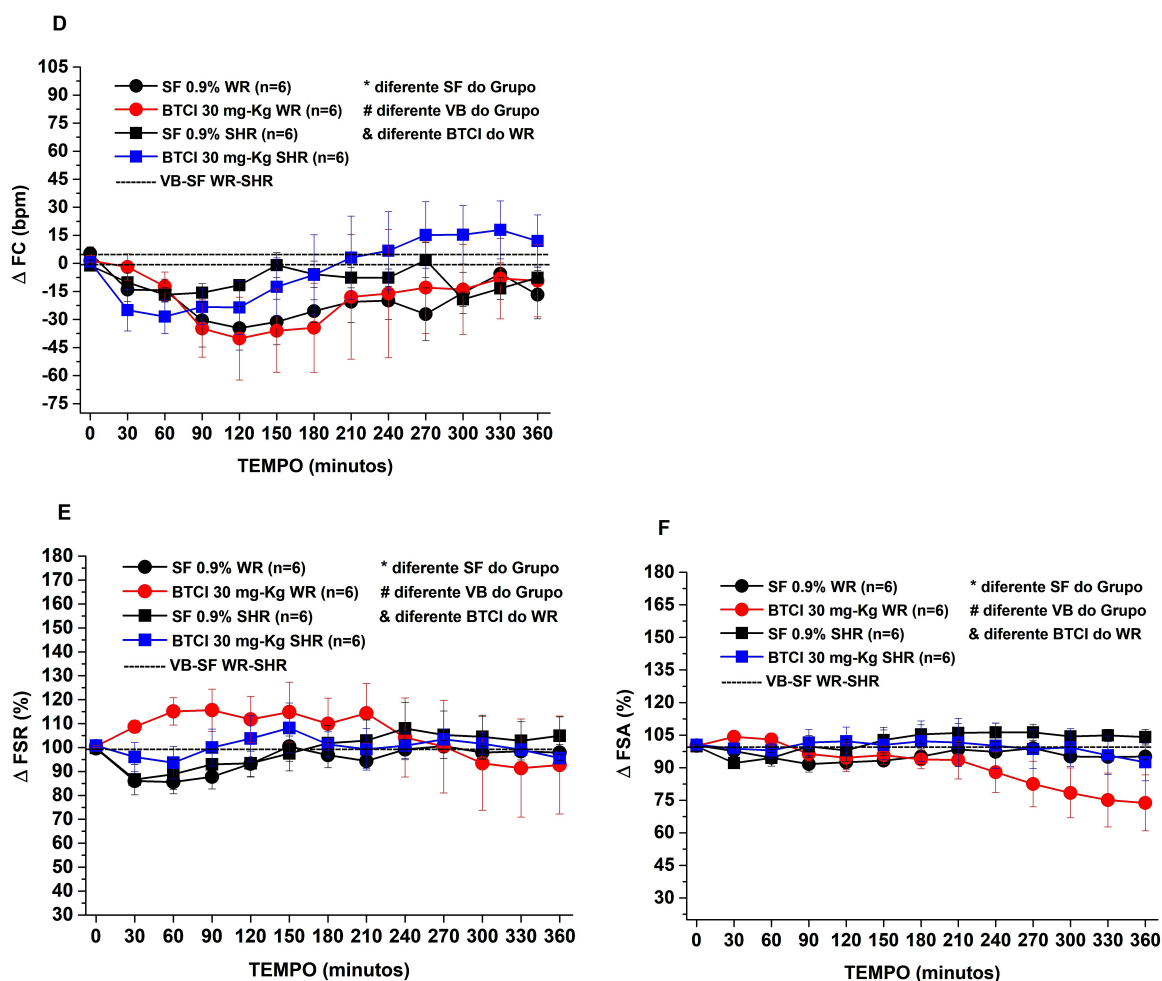 D
105
90
75
60
45
30
15
0
-15
-30
-45
-60
-75
Δ FC (bpm)
SF 0.9% WR (n=6)
BTCI 30 mg-Kg WR (n=6)
SF 0.9% SHR (n=6)
BTCI 30 mg-Kg SHR (n=6)
VB-SF WR-SHR
* diferente SF do Grupo
# diferente VB do Grupo
& diferente BTCI do WR
0 30 60 90 120 150 180 210 240 270 300 330 360
TEMPO (minutos)
E
180
170
160
150
140
130
120
110
100
90
80
70
60
50
40
30
Δ FSR (%)
SF 0.9% WR (n=6)
BTCI 30 mg-Kg WR (n=6)
SF 0.9% SHR (n=6)
BTCI 30 mg-Kg SHR (n=6)
VB-SF WR-SHR
* diferente SF do Grupo
# diferente VB do Grupo
& diferente BTCI do WR
0 30 60 90 120 150 180 210 240 270 300 330 360
TEMPO (minutos)
F
180
165
150
135
120
105
90
75
60
45
30
Δ FSA (%)
SF 0.9% WR (n=6)
BTCI 30 mg-Kg WR (n=6)
SF 0.9% SHR (n=6)
BTCI 30 mg-Kg SHR (n=6)
VB-SF WR-SHR
* diferente SF do Grupo
# diferente VB do Grupo
& diferente BTCI do WR
0 30 60 90 120 150 180 210 240 270 300 330 360
TEMPO (minutos)